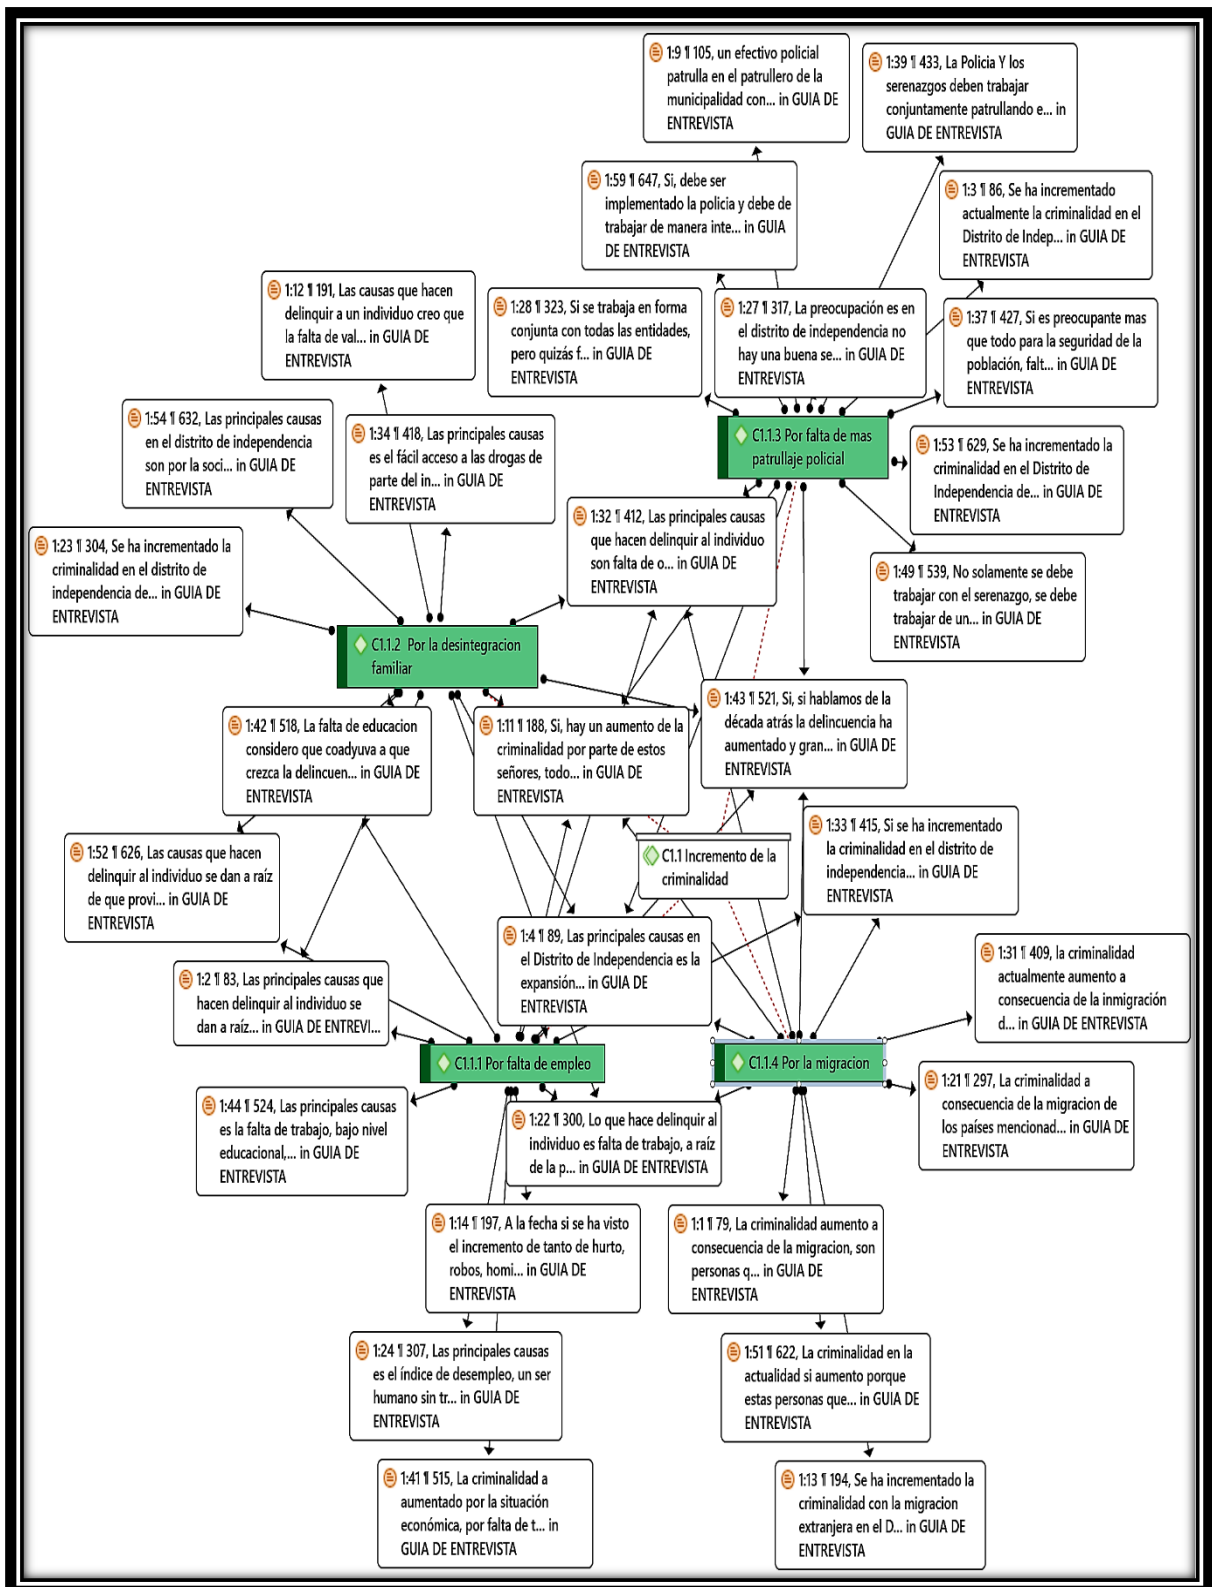 1:9 ¶ 105, un efectivo policial
patrulla en el patrullero de la
municipalidad con... in GUIA DE
ENTREVISTA
1:39 ¶ 433, La Policia Y los
serenazgos deben trabajar
conjuntamente patrullando e... in
GUIA DE ENTREVISTA
1:59 ¶ 647, Si, debe ser
implementado la policia y debe de
trabajar de manera inte... in GUIA
DE ENTREVISTA
1:3 ¶ 86, Se ha incrementado
actualmente la criminalidad en el
Distrito de Indep... in GUIA DE
ENTREVISTA
1:12 ¶ 191, Las causas que hacen
delinquir a un individuo creo que
la falta de val... in GUIA DE
ENTREVISTA
1:28 ¶ 323, Si se trabaja en forma
conjunta con todas las entidades,
pero quizás f... in GUIA DE
ENTREVISTA
1:27 ¶ 317, La preocupación es en
el distrito de independencia no
hay una buena se... in GUIA DE
ENTREVISTA
1:37 ¶ 427, Si es preocupante mas
que todo para la seguridad de la
población, falt... in GUIA DE
ENTREVISTA
1:54 ¶ 632, Las principales causas
en el distrito de independencia
son por la soci... in GUIA DE
ENTREVISTA
1:34 ¶ 418, Las principales causas
es el fácil acceso a las drogas de
parte del in... in GUIA DE
ENTREVISTA
C1.1.3 Por falta de mas
patrullaje policial
1:53 ¶ 629, Se ha incrementado la
criminalidad en el Distrito de
Independencia de... in GUIA DE
ENTREVISTA
1:23 ¶ 304, Se ha incrementado la
criminalidad en el distrito de
independencia de... in GUIA DE
ENTREVISTA
1:32 ¶ 412, Las principales causas
que hacen delinquir al individuo
son falta de o... in GUIA DE
ENTREVISTA
1:49 ¶ 539, No solamente se debe
trabajar con el serenazgo, se debe
trabajar de un... in GUIA DE
ENTREVISTA
C1.1.2 Por la desintegracion
familiar
1:42 ¶ 518, La falta de educacion
considero que coadyuva a que
crezca la delincuen... in GUIA DE
ENTREVISTA
1:11 ¶ 188, Si, hay un aumento de la
criminalidad por parte de estos
señores, todo... in GUIA DE
ENTREVISTA
1:43 ¶ 521, Si, si hablamos de la
década atrás la delincuencia ha
aumentado y gran... in GUIA DE
ENTREVISTA
1:52 ¶ 626, Las causas que hacen
delinquir al individuo se dan a raíz
de que provi... in GUIA DE
ENTREVISTA
C1.1 Incremento de la
criminalidad
1:33 ¶ 415, Si se ha incrementado
la criminalidad en el distrito de
independencia... in GUIA DE
ENTREVISTA
1:4 ¶ 89, Las principales causas en
el Distrito de Independencia es la
expansión... in GUIA DE
ENTREVISTA
1:2 ¶ 83, Las principales causas que
hacen delinquir al individuo se
dan a raíz... in GUIA DE ENTREVI...
1:31 ¶ 409, la criminalidad
actualmente aumento a
consecuencia de la inmigración
d... in GUIA DE ENTREVISTA
C1.1.1 Por falta de empleo
C1.1.4 Por la migracion
1:44 ¶ 524, Las principales causas
es la falta de trabajo, bajo nivel
educacional,... in GUIA DE
ENTREVISTA
1:22 ¶ 300, Lo que hace delinquir al
individuo es falta de trabajo, a raíz
de la p... in GUIA DE ENTREVISTA
1:21 ¶ 297, La criminalidad a
consecuencia de la migracion de
los países mencionad... in GUIA DE
ENTREVISTA
1:14 ¶ 197, A la fecha si se ha visto
el incremento de tanto de hurto,
robos, homi... in GUIA DE
ENTREVISTA
1:1 ¶ 79, La criminalidad aumento a
consecuencia de la migracion, son
personas q... in GUIA DE
ENTREVISTA
1:24 ¶ 307, Las principales causas
es el índice de desempleo, un ser
humano sin tr... in GUIA DE
ENTREVISTA
1:51 ¶ 622, La criminalidad en la
actualidad si aumento porque
estas personas que... in GUIA DE
ENTREVISTA
1:41 ¶ 515, La criminalidad a
aumentado por la situación
económica, por falta de t... in
GUIA DE ENTREVISTA
1:13 ¶ 194, Se ha incrementado la
criminalidad con la migracion
extranjera en el D... in GUIA DE
ENTREVISTA